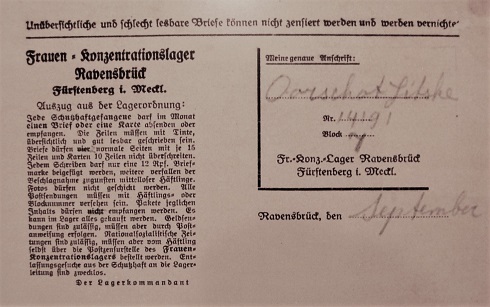 Unübersichtliche und schlecht lesbare Briefe können nicht zensiert werden und werden vernichtet
Frauen - Konzentrationslager
Ravensbrück
Fürstenberg i. Meckl.
Auszug aus der Lagerordnung:
Jede Schutzhaftgefangene darf im Monat
einen Brief oder eine Karte absenden oder
empfangen. Die Zeilen müssen mit Tinte,
übersichtlich und gut lesbar geschrieben sein.
Briefe dürfen vier normale Seiten mit je 15
Zeilen und Karten 10 Zeilen nicht überschreiten.
Jedem Schreiben darf nur eine 12 Rpf. Brief-
marke beigefügt werden, weitere verfallen der
Beschlagnahme zugunsten mittelloser Häftlinge.
Fotos dürfen nicht geschickt werden. Alle
Postsendungen müssen mit Häftlings- oder
Blocknummer versehen sein. Pakete jeglichen
Inhalts dürfen nicht empfangen werden. Es
kann im Lager alles gekauft werden. Geldsen-
dungen sind zulässig, müssen aber durch Post-
anweisung erfolgen. Nationalsozialistische Zei-
tungen sind zulässig, müssen aber vom Häftling
selbst über die Postzensurstelle des Frauen-
Konzentrationslagers bestellt werden. Entlas-
sungsgesuche aus der Schutzhaft an die Lager-
leitung sind zwecklos.
Der Lagerkommandant
Meine genaue Anschrift:
Oorschot Sitske
Nr.
Block
Fr.-Konz.-Lager Ravensbrück
Fürstenberg i. Meckl.
Ravensbrück, den September